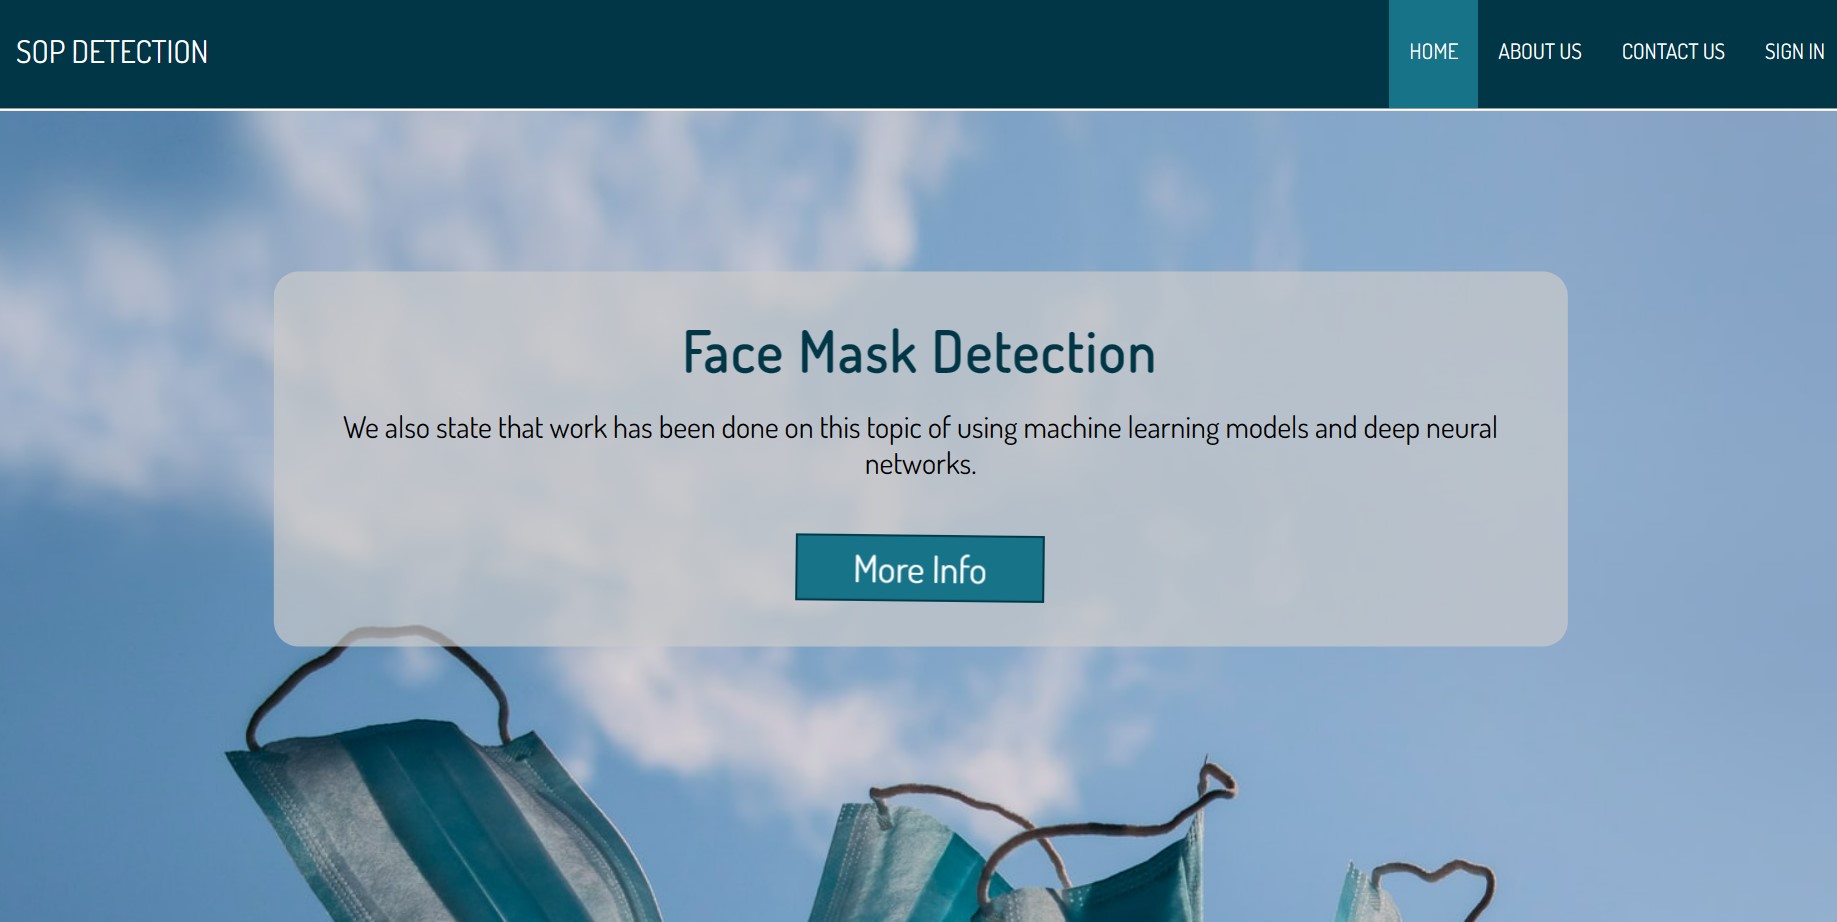 SOP DETECTION
HOME
ABOUT US
CONTACT US
SIGN IN
Face Mask Detection
We also state that work has been done on this topic of using machine learning models and deep neural
networks.
More Info